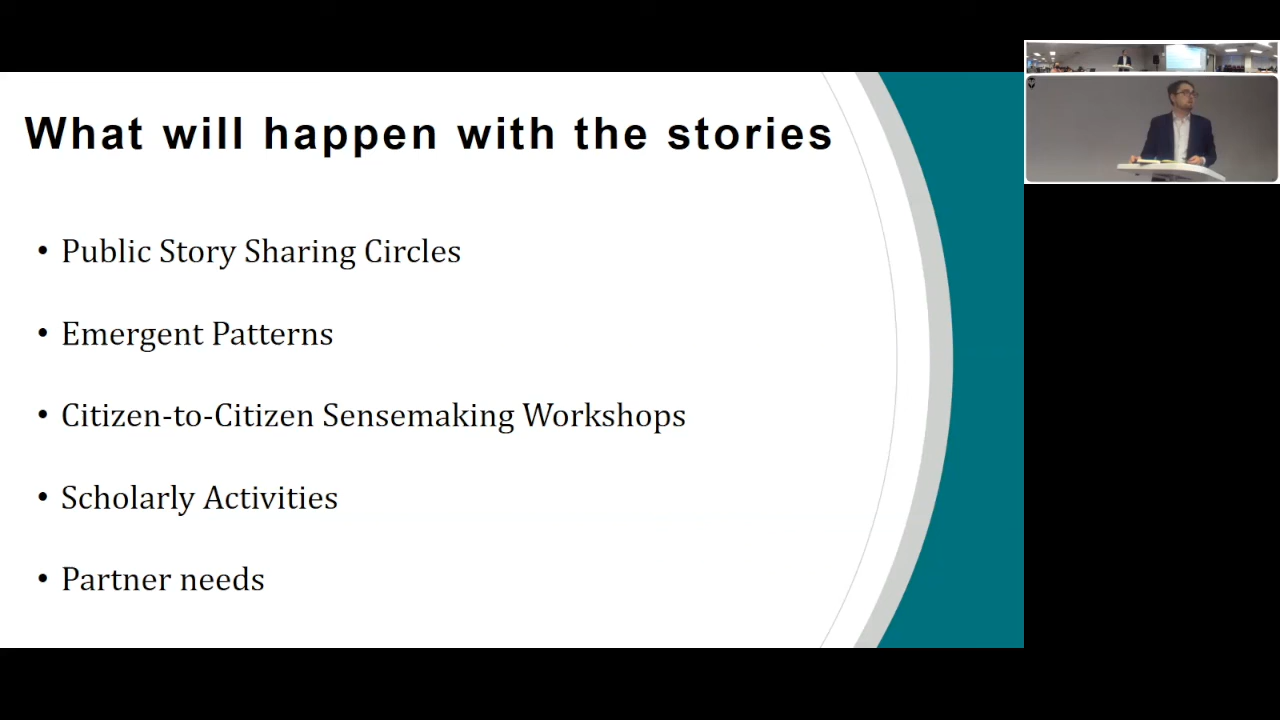 What will happen with the stories
• Public Story Sharing Circles
• Emergent Patterns
• Citizen-to-Citizen Sensemaking Workshops
• Scholarly Activities
• Partner needs